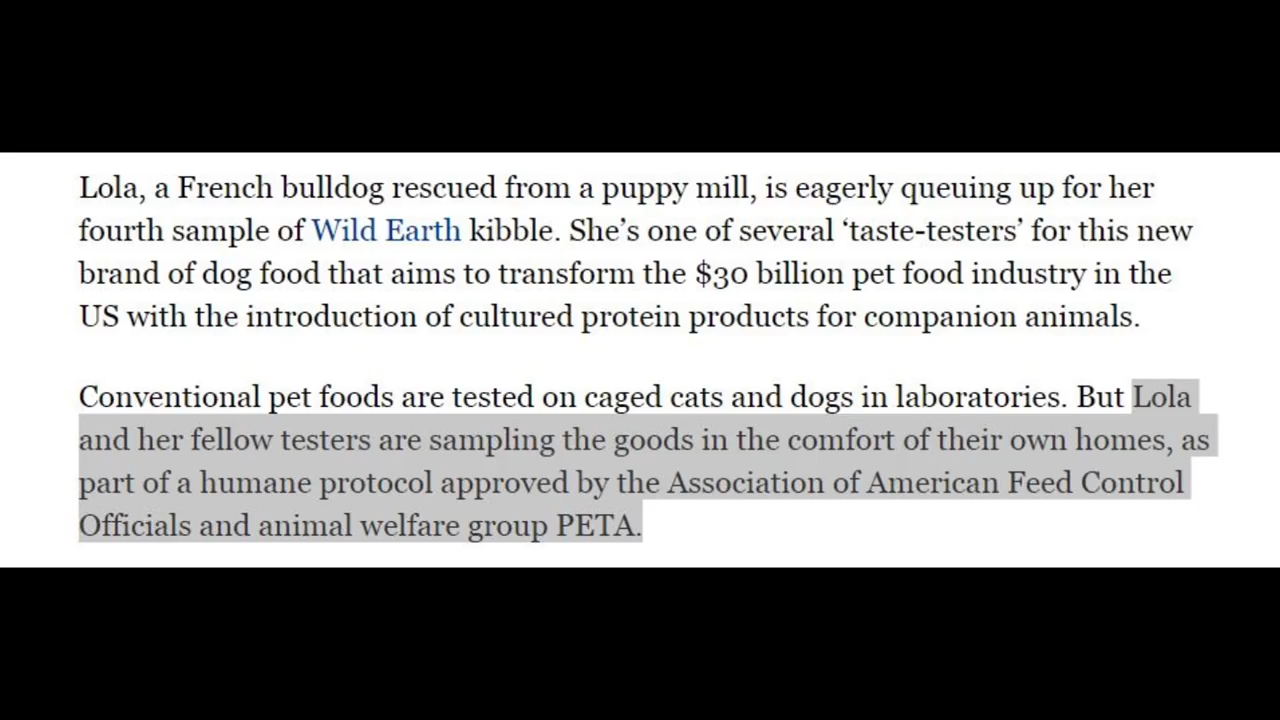 Lola, a French bulldog rescued from a puppy mill, is eagerly queuing up for her
fourth sample of Wild Earth kibble. She’s one of several ‘taste-testers’ for this new
brand of dog food that aims to transform the $30 billion pet food industry in the
US with the introduction of cultured protein products for companion animals.
Conventional pet foods are tested on caged cats and dogs in laboratories. But Lola
and her fellow testers are sampling the goods in the comfort of their own homes, as
part of a humane protocol approved by the Association of American Feed Control
Officials and animal welfare group PETA.